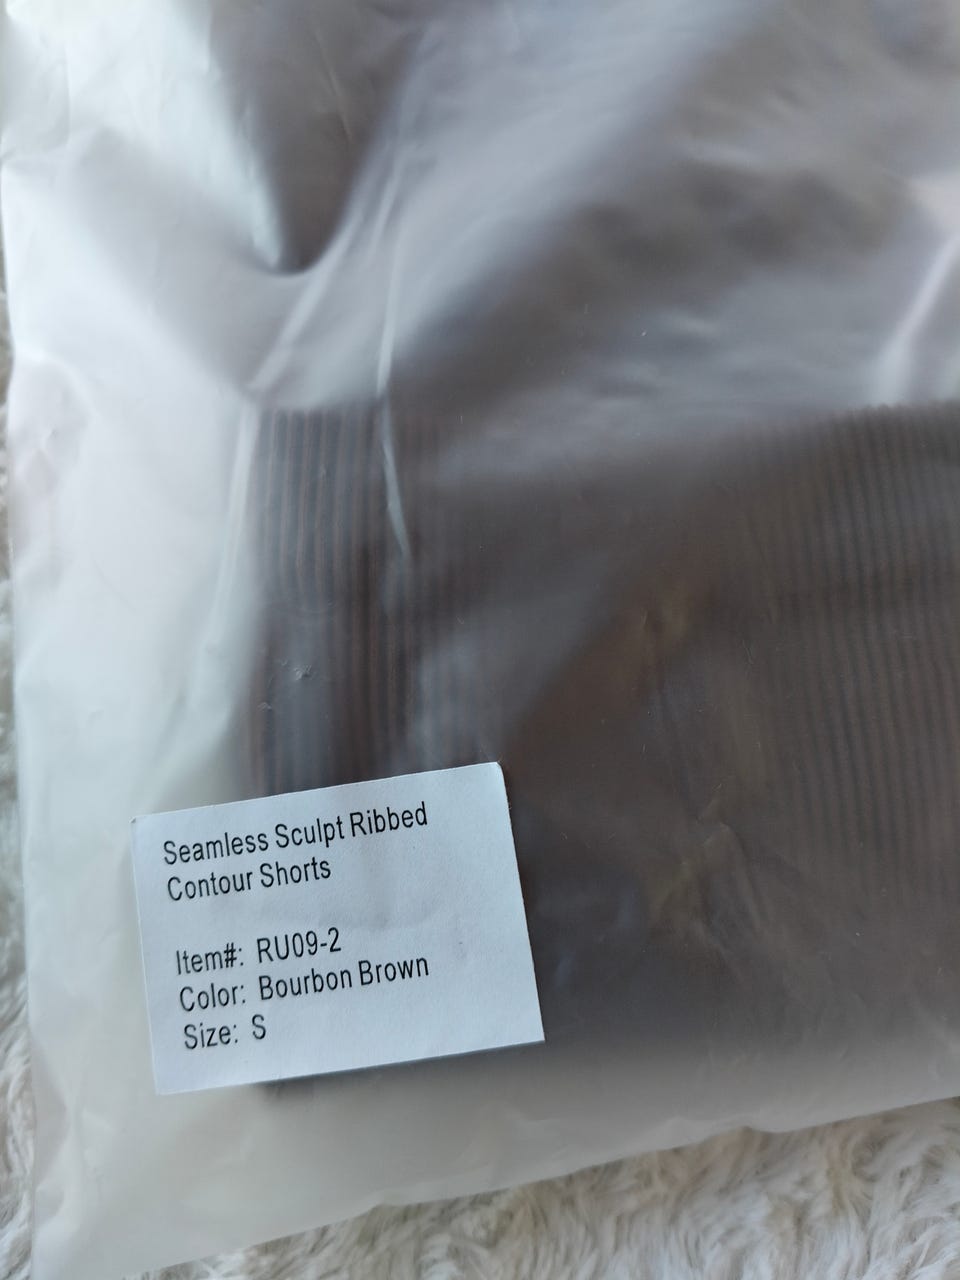 Seamless Sculpt Ribbed
Contour Shorts
Item#: RU09-2
Color: Bourbon Brown
Size: S